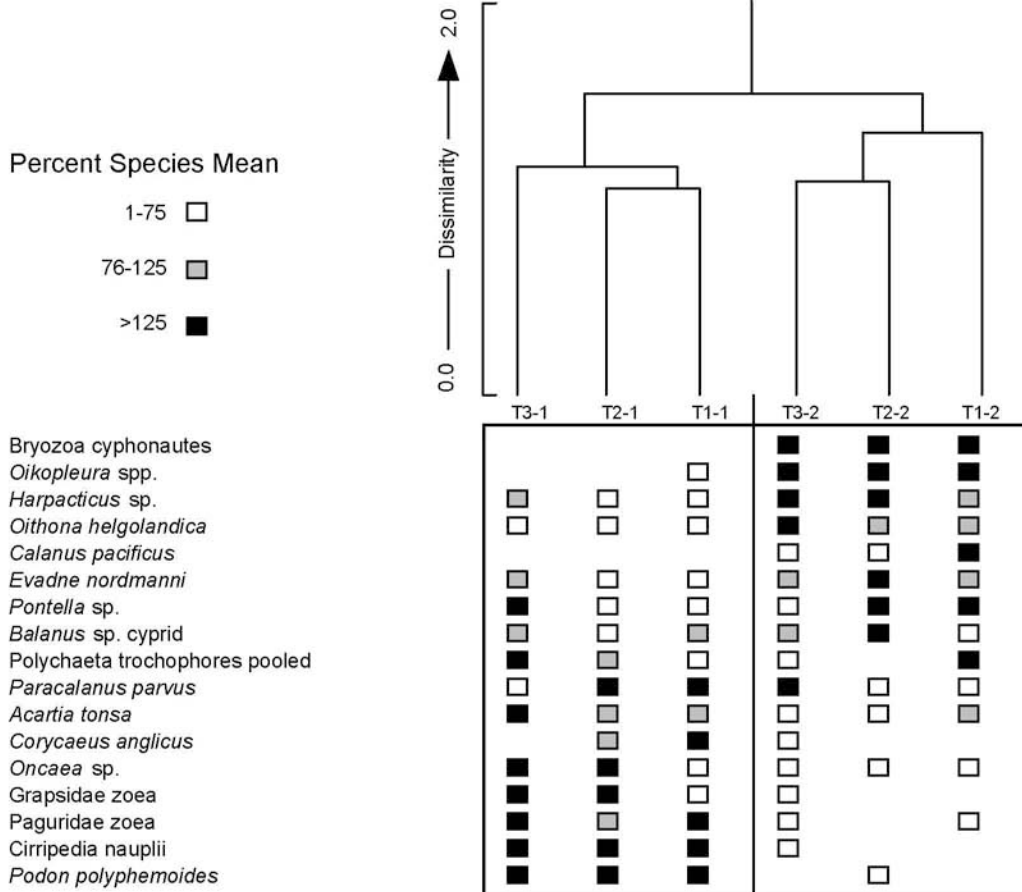 2.0
Dissimilarity
0.0
Percent Species Mean
1-75
76-125
>125
T3-1 T2-1 T1-1 T3-2 T2-2 T1-2
Bryozoa cyphonautes
Oikopleura spp.
Harpacticus sp.
Oithona helgolandica
Calanus pacificus
Evadne nordmanni
Pontella sp.
Balanus sp. cyprid
Polychaeta trochophores pooled
Paracalanus parvus
Acartia tonsa
Corycaeus anglicus
Oncaea sp.
Grapsidae zoea
Paguridae zoea
Cirripedia nauplii
Podon polyphemoides